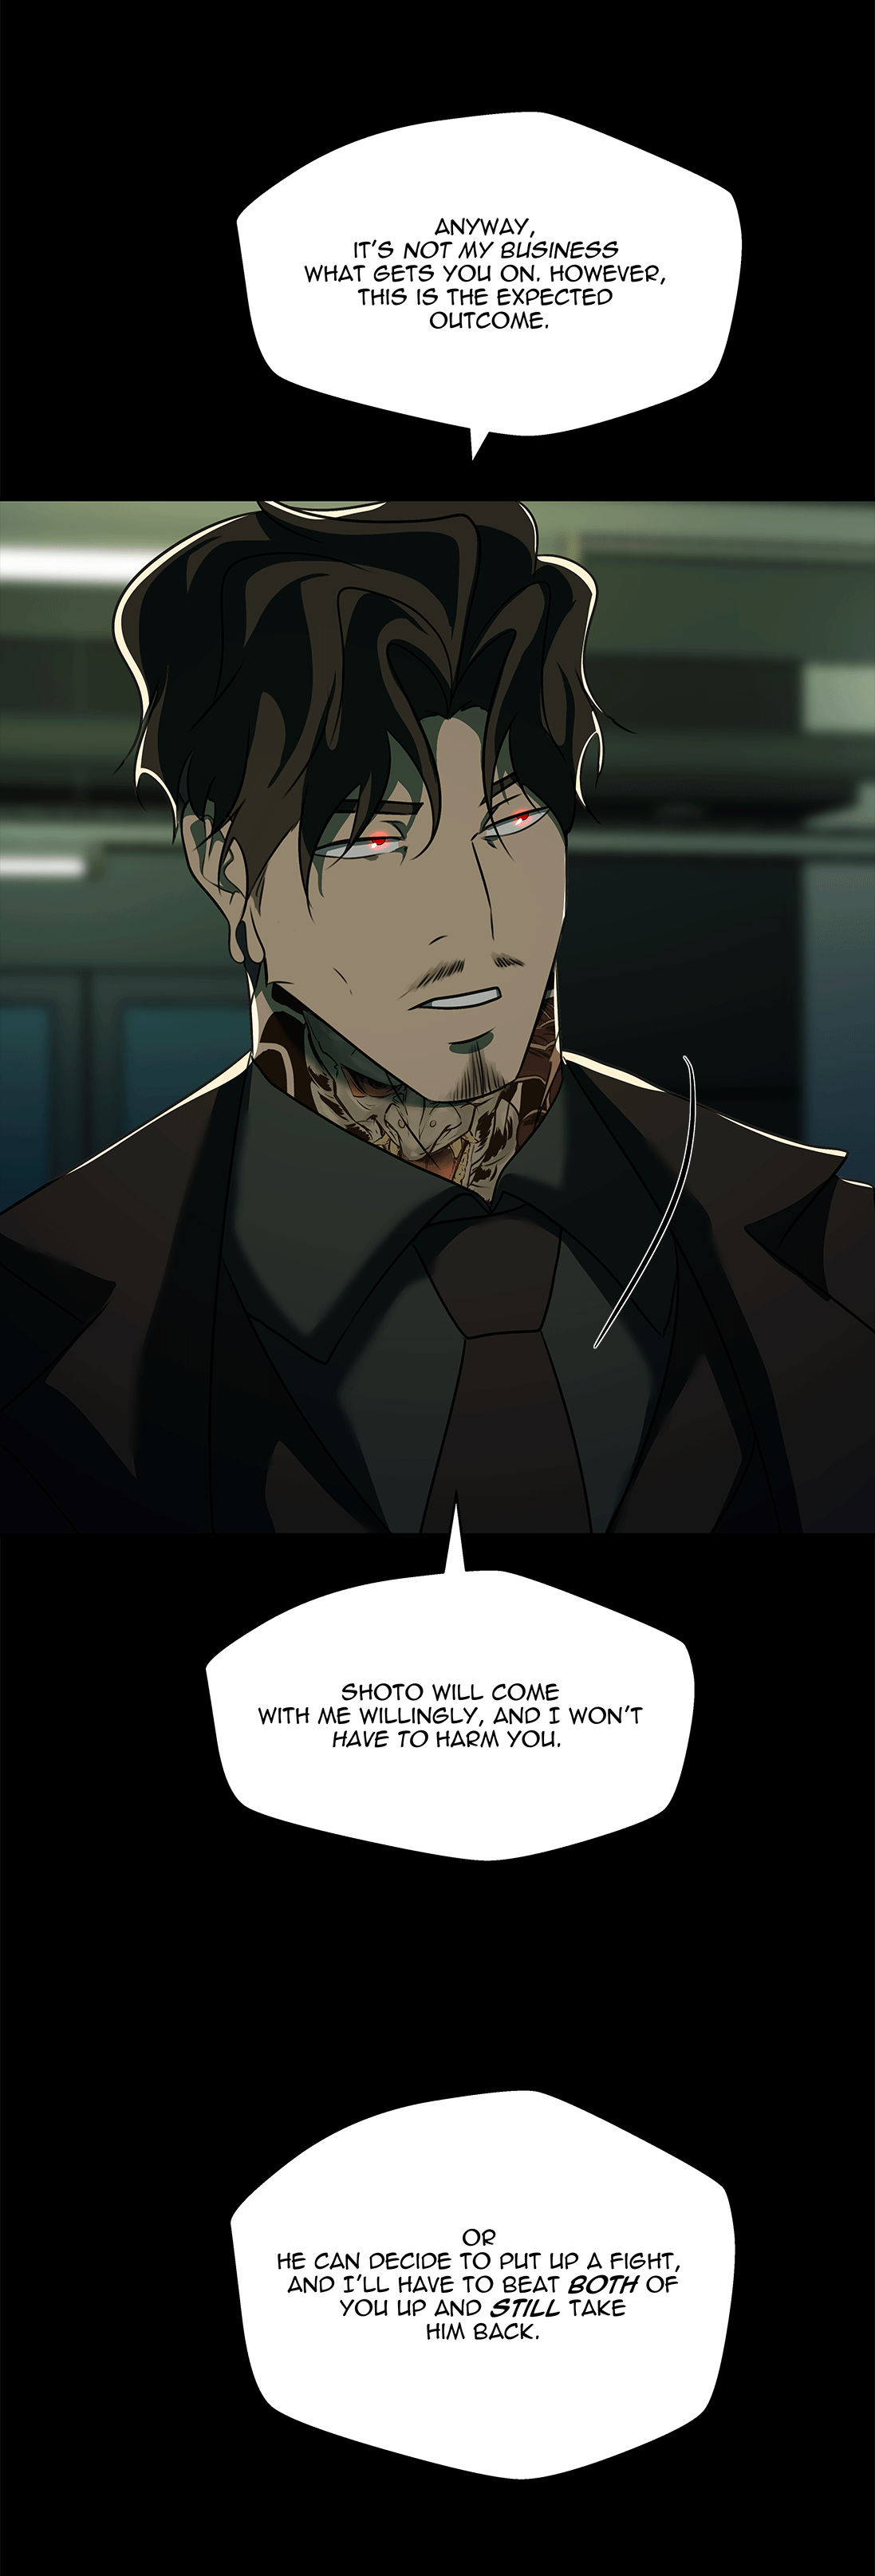 ANYWAY,
IT'S NOT MY BUSINESS
WHAT GETS YOU ON. HOWEVER,
THIS IS THE EXPECTED
OUTCOME.
SHOTO WILL COME
WITH ME WILLINGLY, AND I WON'T
HAVE TO HARM YOU.
OR
HE CAN DECIDE TO PUT UP A FIGHT,
AND I'LL HAVE TO BEAT BOTH OF
YOU UP AND STILL TAKE
HIM BACK.